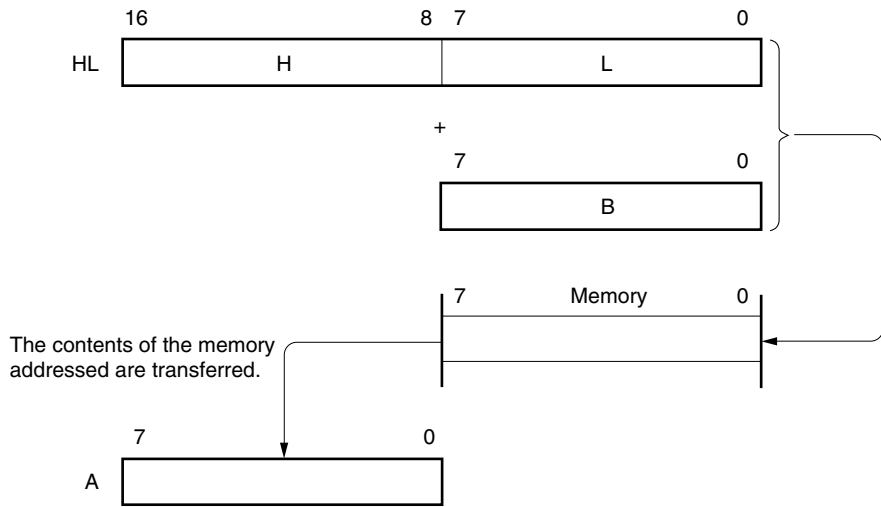 16 8 7 0
HL H L
+
7 0
B
7 Memory 0
The contents of the memory
addressed are transferred.
7 0
A